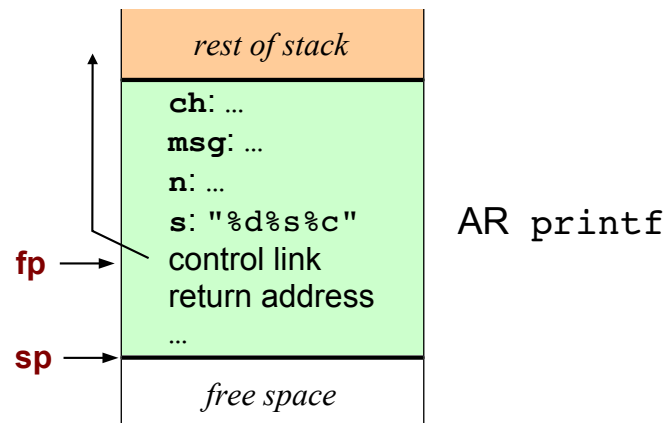 rest of stack
ch: …
msg: …
n: …
s: "%d%s%c"
AR printf
fp
control link
return address
…
sp
free space